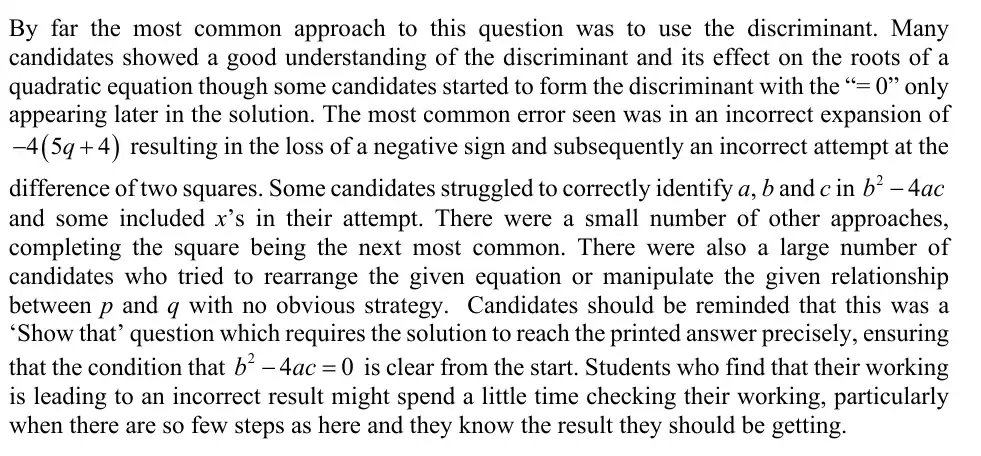 By far the most common approach to this question was to use the discriminant. Many
candidates showed a good understanding of the discriminant and its effect on the roots of a
quadratic equation though some candidates started to form the discriminant with the “= 0” only
appearing later in the solution. The most common error seen was in an incorrect expansion of
−4(5q + 4) resulting in the loss of a negative sign and subsequently an incorrect attempt at the
difference of two squares. Some candidates struggled to correctly identify a, b and c in b² − 4ac
and some included x’s in their attempt. There were a small number of other approaches,
completing the square being the next most common. There were also a large number of
candidates who tried to rearrange the given equation or manipulate the given relationship
between p and q with no obvious strategy. Candidates should be reminded that this was a
‘Show that’ question which requires the solution to reach the printed answer precisely, ensuring
that the condition that b² − 4ac = 0 is clear from the start. Students who find that their working
is leading to an incorrect result might spend a little time checking their working, particularly
when there are so few steps as here and they know the result they should be getting.